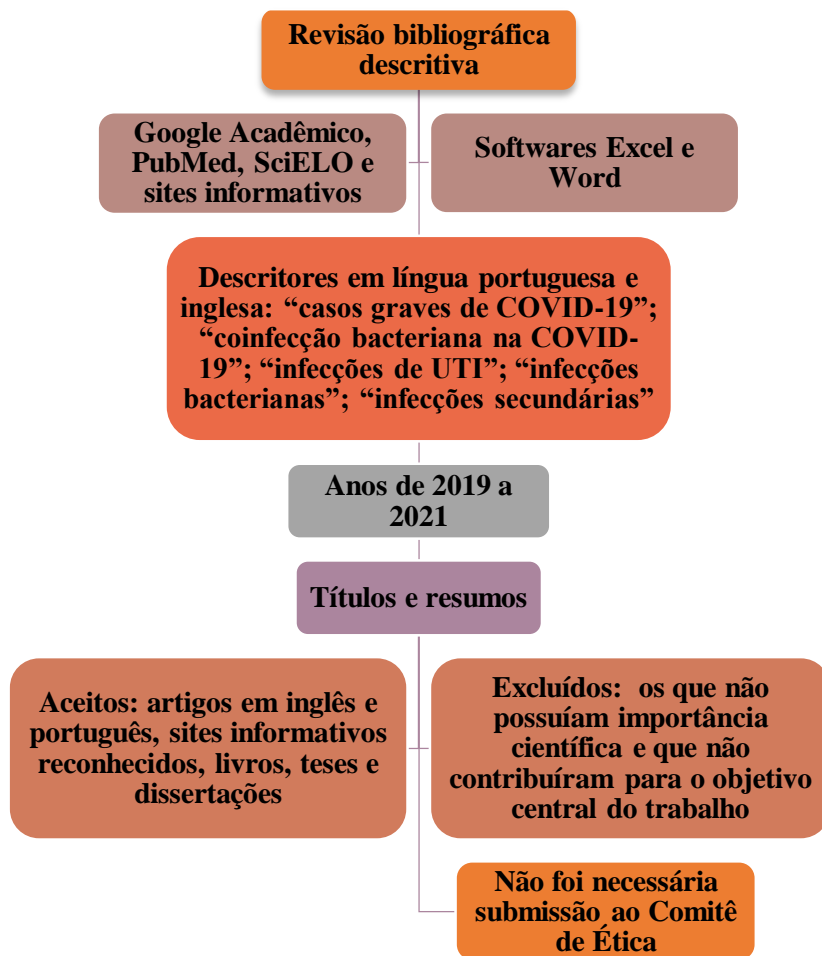 Revisão bibliográfica
descritiva
Google Acadêmico,
PubMed, SciELO e
sites informativos
Softwares Excel e
Word
Descritores em língua portuguesa e
inglesa: “casos graves de COVID-19”;
“coinfecção bacteriana na COVID-
19”; “infecções de UTI”; “infecções
bacterianas”; “infecções secundárias”
Anos de 2019 a
2021
Títulos e resumos
Aceitos: artigos em inglês e
português, sites informativos
reconhecidos, livros, teses e
dissertações
Excluídos:  os que não
possuíam importância
científica e que não
contribuíram para o objetivo
central do trabalho
Não foi necessária
submissão ao Comitê
de Ética